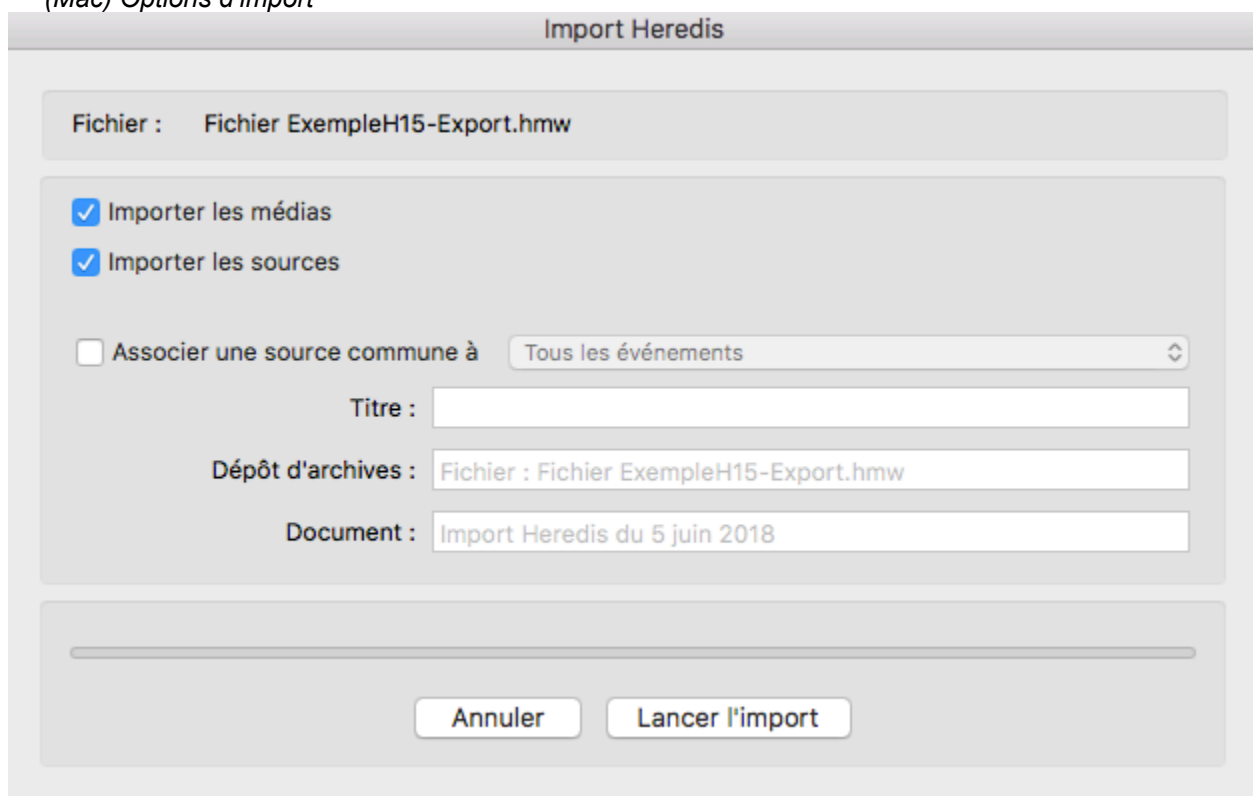 (Mac) Options d'import
Import Heredis
Fichier : Fichier ExempleH15-Export.hmw
Importer les médias
Importer les sources
Associer une source commune à Tous les événements
Titre :
Dépôt d'archives : Fichier : Fichier ExempleH15-Export.hmw
Document : Import Heredis du 5 juin 2018
Annuler Lancer l'import